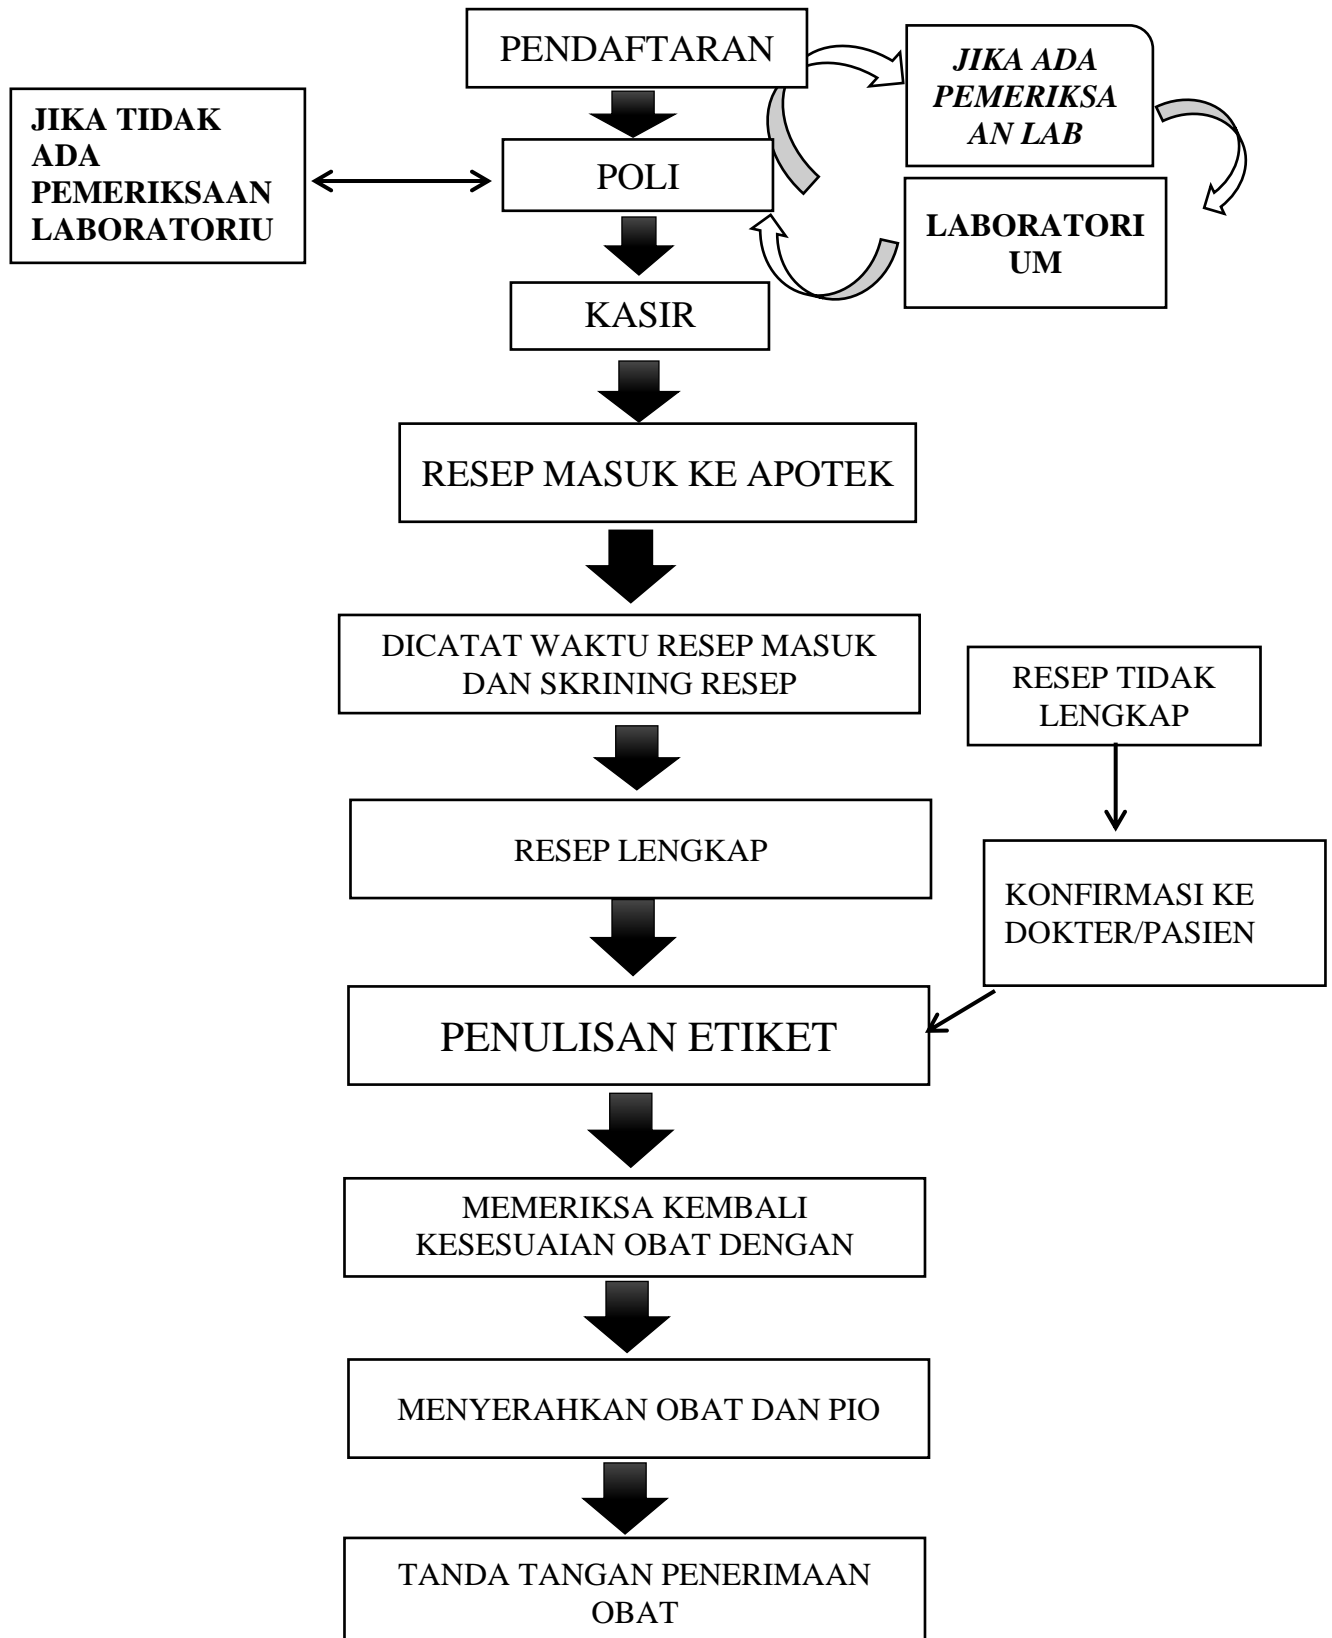 PENDAFTARAN
JIKA ADA
PEMERIKSA
AN LAB
JIKA TIDAK
ADA
PEMERIKSAAN
LABORATORIU
POLI
LABORATORI
UM
KASIR
RESEP MASUK KE APOTEK
DICATAT WAKTU RESEP MASUK
DAN SKRINING RESEP
RESEP TIDAK
LENGKAP
RESEP LENGKAP
KONFIRMASI KE
DOKTER/PASIEN
PENULISAN ETIKET
MEMERIKSA KEMBALI
KESESUAIAN OBAT DENGAN
MENYERAHKAN OBAT DAN PIO
TANDA TANGAN PENERIMAAN
OBAT